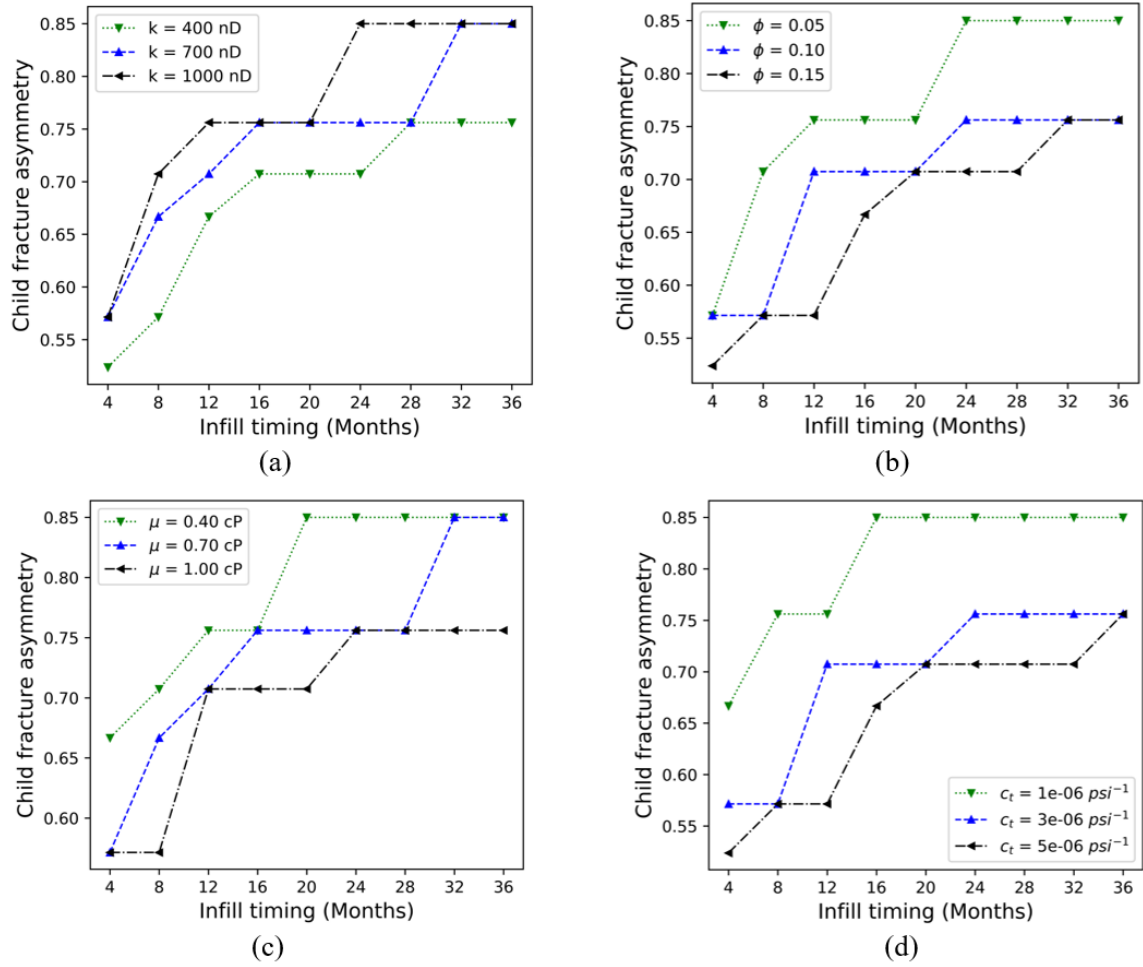 0.85
0.80
0.75
0.70
0.65
0.60
0.55
Child fracture asymmetry
k = 400 nD
k = 700 nD
k = 1000 nD
4 8 12 16 20 24 28 32 36
Infill timing (Months)
(a)
0.85
0.80
0.75
0.70
0.65
0.60
0.55
Child fracture asymmetry
ϕ = 0.05
ϕ = 0.10
ϕ = 0.15
4 8 12 16 20 24 28 32 36
Infill timing (Months)
(b)
0.85
0.80
0.75
0.70
0.65
0.60
Child fracture asymmetry
μ = 0.40 cP
μ = 0.70 cP
μ = 1.00 cP
4 8 12 16 20 24 28 32 36
Infill timing (Months)
(c)
0.85
0.80
0.75
0.70
0.65
0.60
0.55
Child fracture asymmetry
c_t = 1e-06 psi⁻¹
c_t = 3e-06 psi⁻¹
c_t = 5e-06 psi⁻¹
4 8 12 16 20 24 28 32 36
Infill timing (Months)
(d)